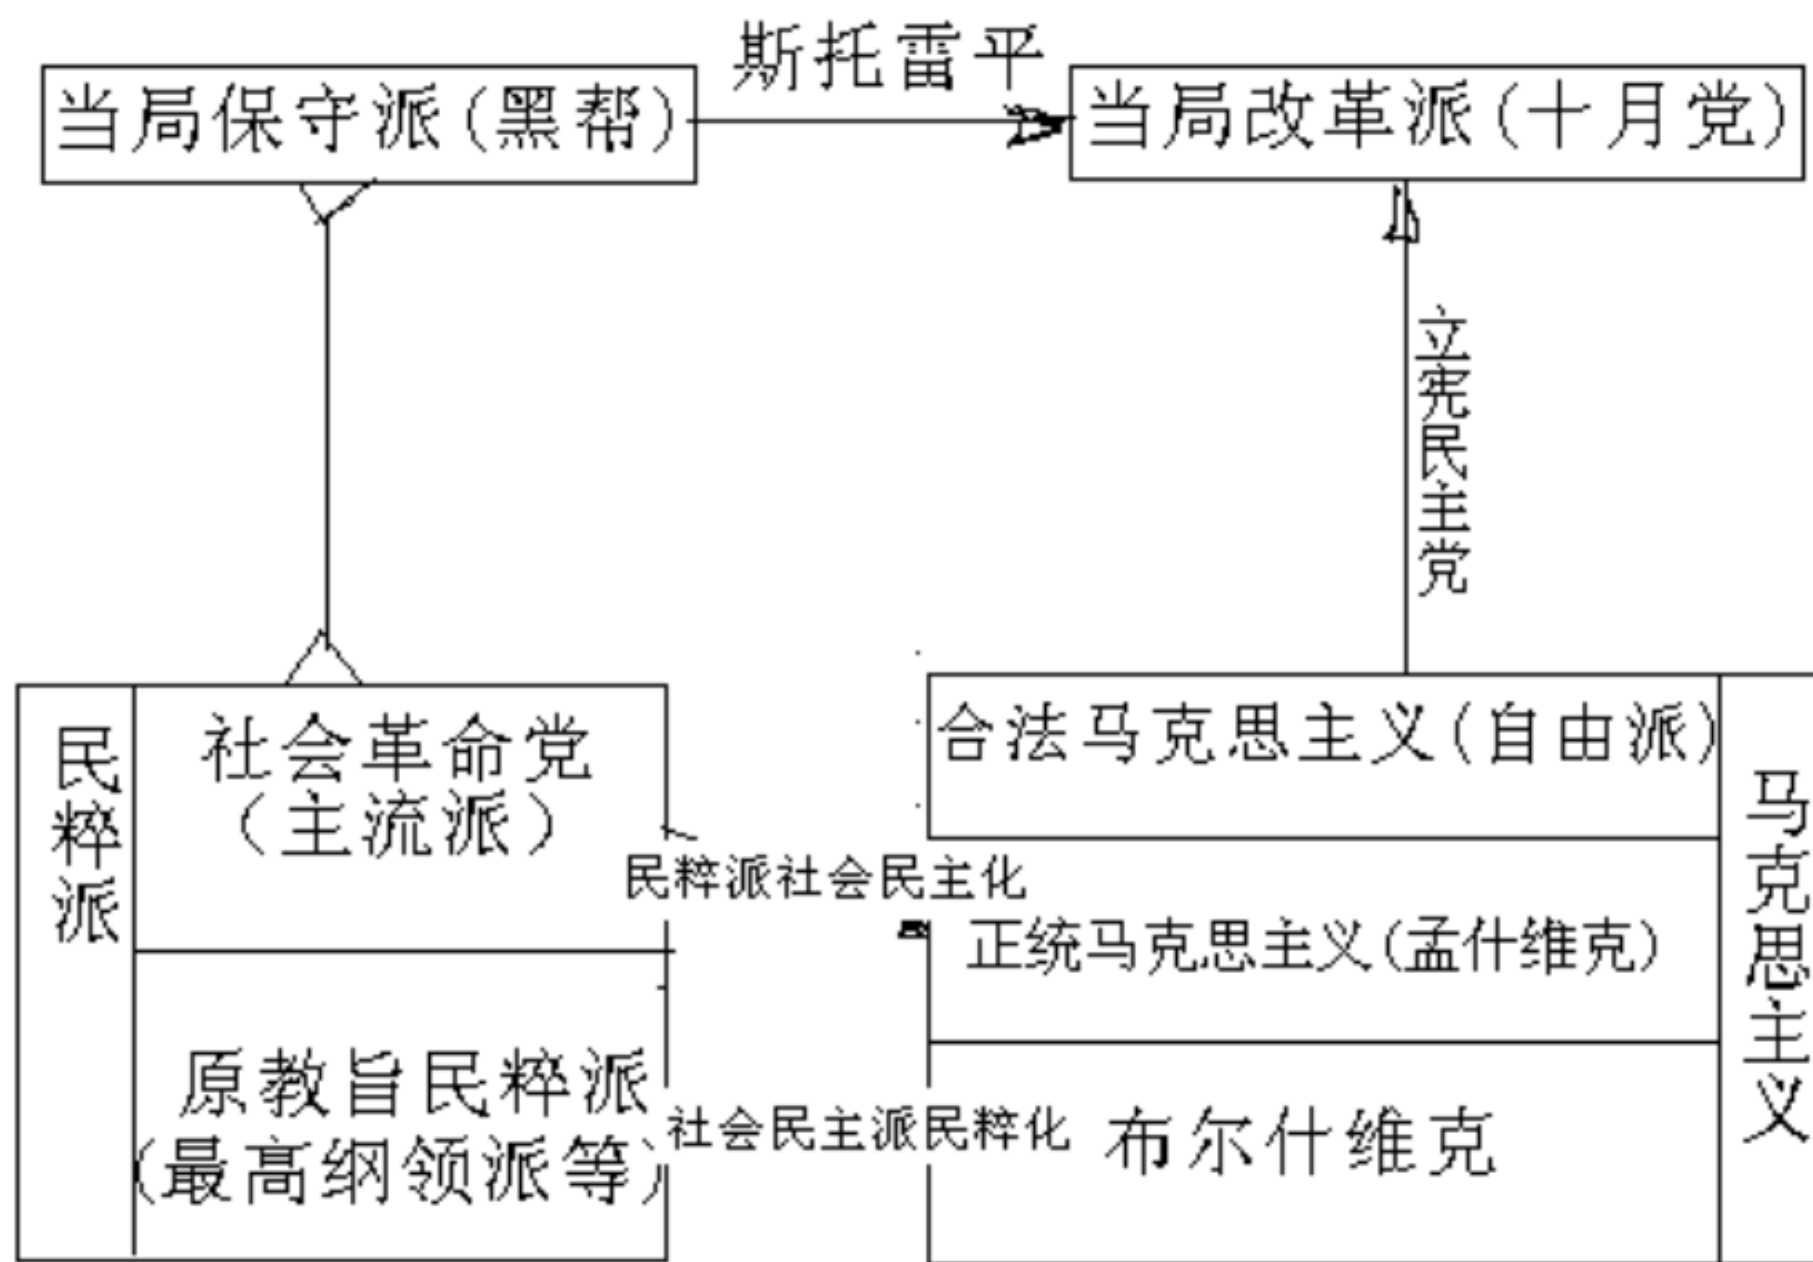 斯托雷平
当局保守派(黑帮)
当局改革派(十月党)
立宪民主党
民粹派
社会革命党
(主流派)
民粹派社会民主化
原教旨民粹派
(最高纲领派等)
社会民主派民粹化
合法马克思主义(自由派)
正统马克思主义(孟什维克)
布尔什维克
马克思主义